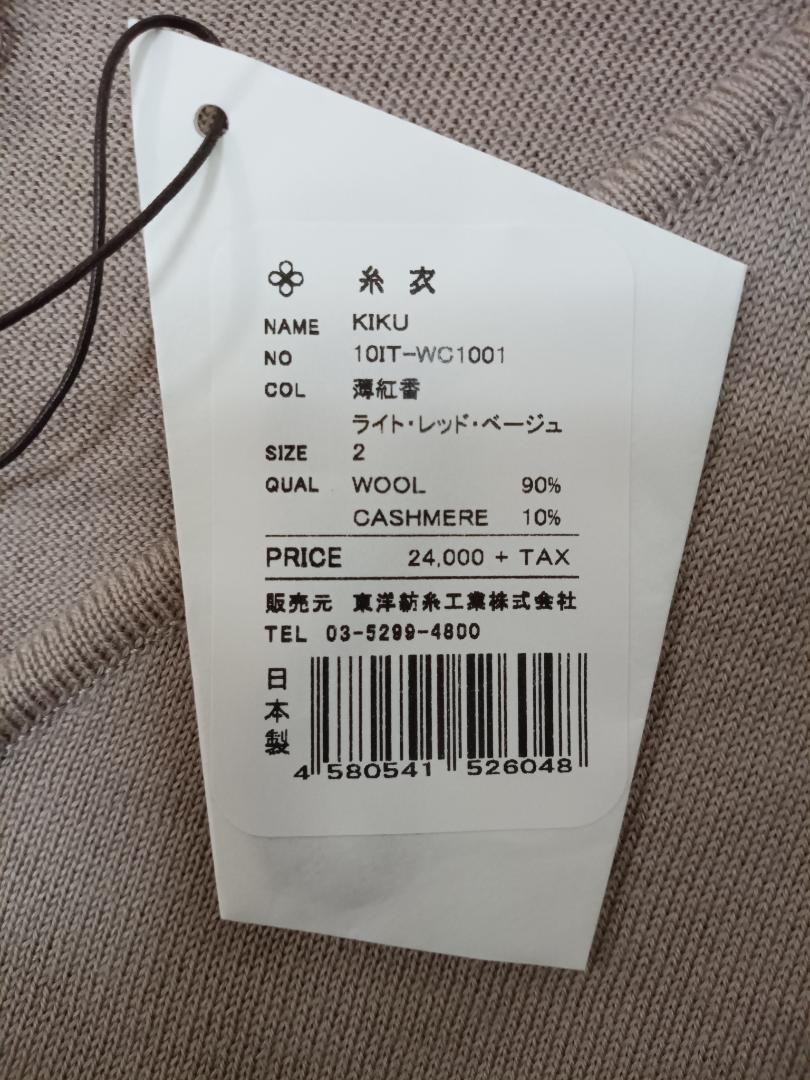 糸衣
NAME KIKU
NO 10IT-WC1001
COL 薄紅香
ライト・レッド・ベージュ
SIZE 2
QUAL WOOL 90%
CASHMERE 10%
PRICE 24,000 + TAX
販売元 東洋紡糸工業株式会社
TEL 03-5299-4800
日本製
4 580541 526048